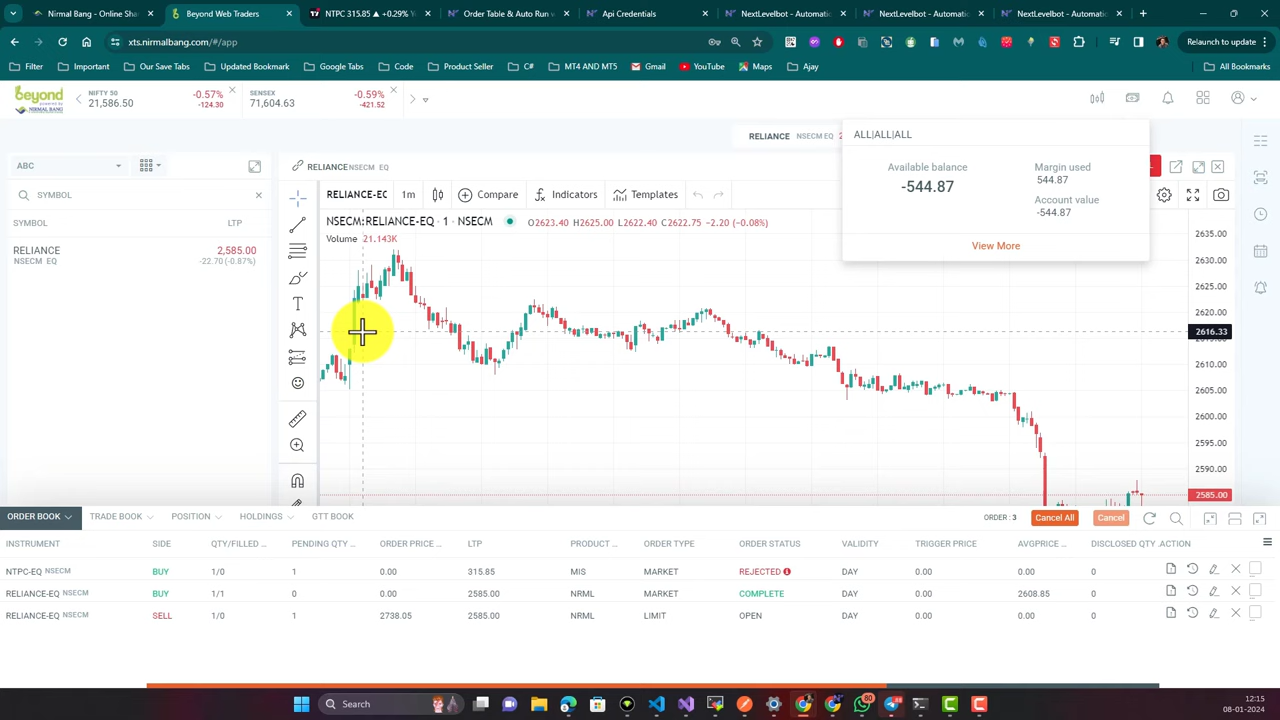 Nirmal Bang - Online Shar
Beyond Web Traders
NTPC 315.85 ▲ +0.29% Y
Order Table & Auto Run v
Api Credentials
NextLevelbot - Automatic
NextLevelbot - Automatic
NextLevelbot - Automatic
xts.nirmalbang.com/#/app
Relaunch to update
Filter
Important
Our Save Tabs
Updated Bookmark
Google Tabs
Code
Product Seller
C#
MT4 AND MT5
Gmail
YouTube
Maps
Ajay
All Bookmarks
beyond
powered by
NIRMAL BANG
NIFTY 50
21,586.50
-0.57%
-124.30
SENSEX
71,604.63
-0.59%
-421.52
RELIANCE NSECM EQ
ALL|ALL|ALL
Available balance
-544.87
Margin used
544.87
Account value
-544.87
View More
ABC
SYMBOL
SYMBOL LTP
RELIANCE 2,585.00
NSECM EQ -22.70 (-0.87%)
RELIANCE NSECM EQ
RELIANCE-EC 1m Compare Indicators Templates
NSECM:RELIANCE-EQ · 1 · NSECM O2623.40 H2625.00 L2622.40 C2622.75 -2.20 (-0.08%)
Volume 21.143K
2635.00
2630.00
2625.00
2620.00
2616.33
2610.00
2605.00
2600.00
2595.00
2590.00
2585.00
ORDER BOOK TRADE BOOK POSITION HOLDINGS GTT BOOK ORDER : 3 Cancel All Cancel
INSTRUMENT SIDE QTY/FILLED ... PENDING QTY ... ORDER PRICE ... LTP PRODUCT ... ORDER TYPE ORDER STATUS VALIDITY TRIGGER PRICE AVGPRICE ... DISCLOSED QTY ... ACTION
NTPC-EQ NSECM BUY 1/0 1 0.00 315.85 MIS MARKET REJECTED DAY 0.00 0.00 0
RELIANCE-EQ NSECM BUY 1/1 0 0.00 2585.00 NRML MARKET COMPLETE DAY 0.00 2608.85 0
RELIANCE-EQ NSECM SELL 1/0 1 2738.05 2585.00 NRML LIMIT OPEN DAY 0.00 0.00 0
Search
80
12:15
08-01-2024